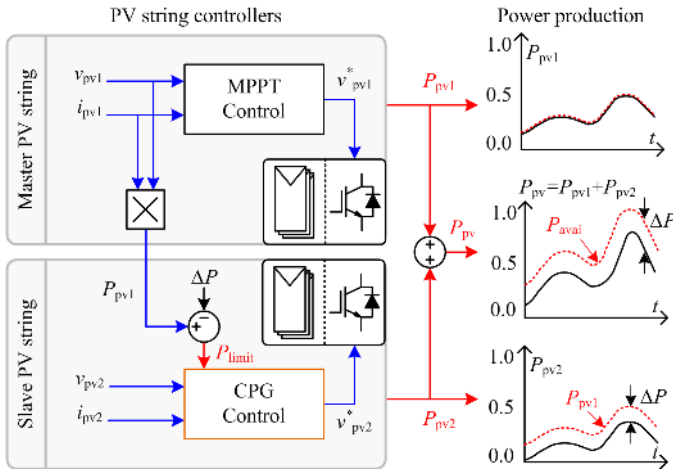 PV string controllers
Power production
Master PV string
v_pv1
i_pv1
MPPT
Control
v*_pv1
P_pv1
1.0
P_pv1
0.5
0.0
t
P_pv=P_pv1+P_pv2
1.0
P_avai
ΔP
0.5
0.0
t
+
+
P_pv
Slave PV string
P_pv1
ΔP
+
−
P_limit
v_pv2
i_pv2
CPG
Control
v*_pv2
P_pv2
P_pv2
1.0
P_pv1
ΔP
0.5
0.0